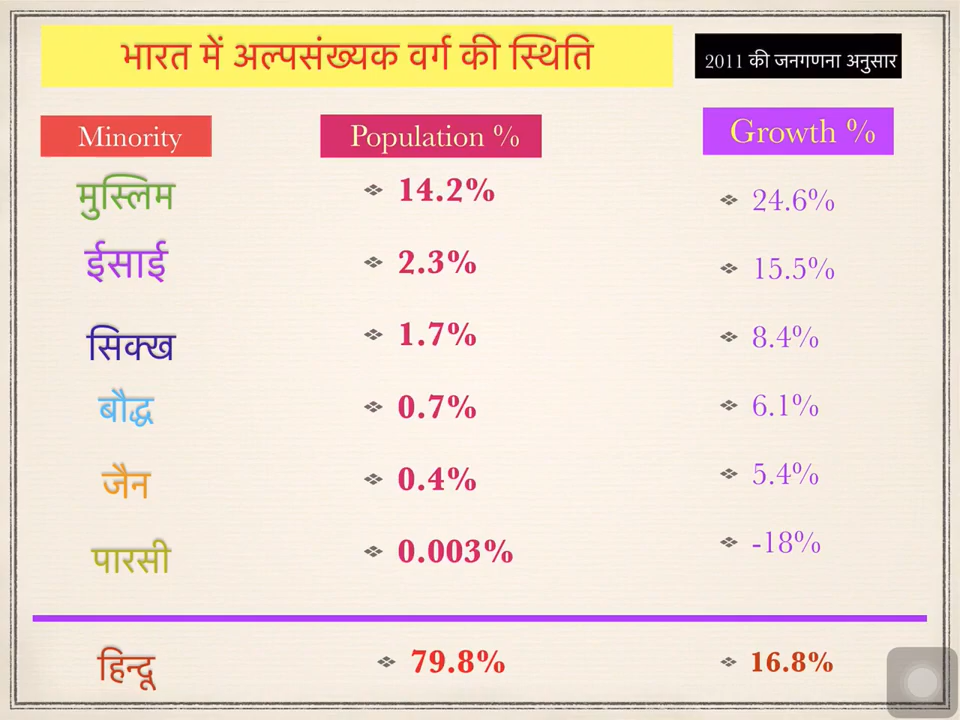 भारत में अल्पसंख्यक वर्ग की स्थिति
2011 की जनगणना अनुसार
Minority Population % Growth %
मुस्लिम 14.2% 24.6%
ईसाई 2.3% 15.5%
सिक्ख 1.7% 8.4%
बौद्ध 0.7% 6.1%
जैन 0.4% 5.4%
पारसी 0.003% -18%
हिन्दू 79.8% 16.8%